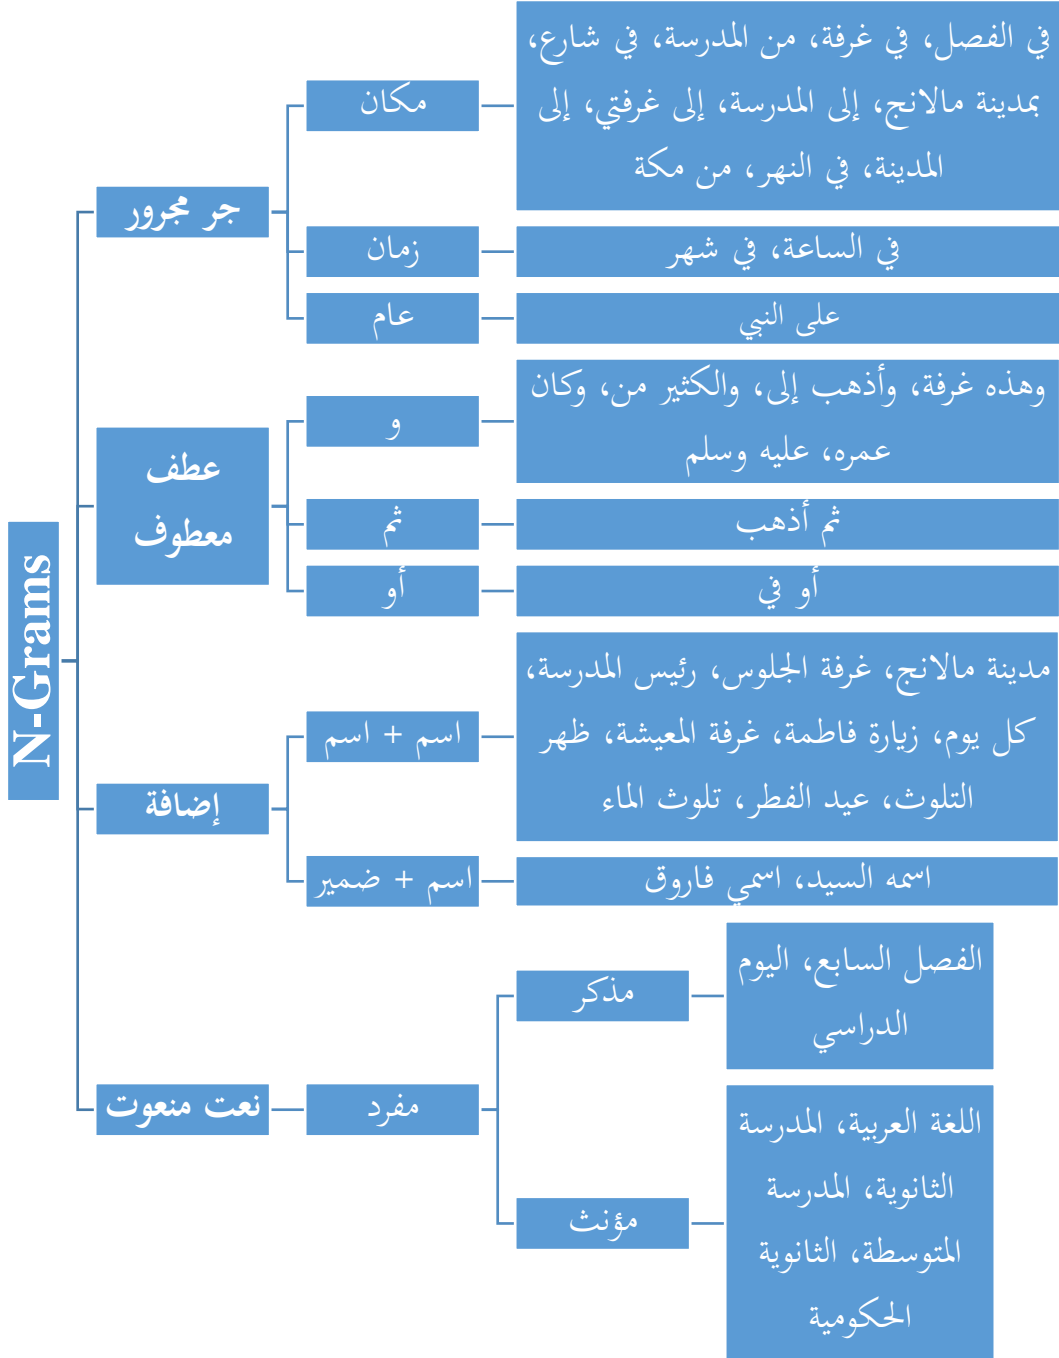 N-Grams
جر مجرور
مكان
في الفصل، في غرفة، من المدرسة، في شارع،
بمدينة مالانج، إلى المدرسة، إلى غرفتي، إلى
المدينة، في النهر، من مكة
زمان
في الساعة، في شهر
عام
على النبي
عطف
معطوف
و
وهذه غرفة، وأذهب إلى، والكثير من، وكان
عمره، عليه وسلم
ثم
ثم أذهب
أو
أو في
إضافة
اسم + اسم
مدينة مالانج، غرفة الجلوس، رئيس المدرسة،
كل يوم، زيارة فاطمة، غرفة المعيشة، ظهر
التلوث، عيد الفطر، تلوث الماء
اسم + ضمير
اسمه السيد، اسمي فاروق
نعت منعوت
مفرد
مذكر
الفصل السابع، اليوم
الدراسي
مؤنث
اللغة العربية، المدرسة
الثانوية، المدرسة
المتوسطة، الثانوية
الحكومية